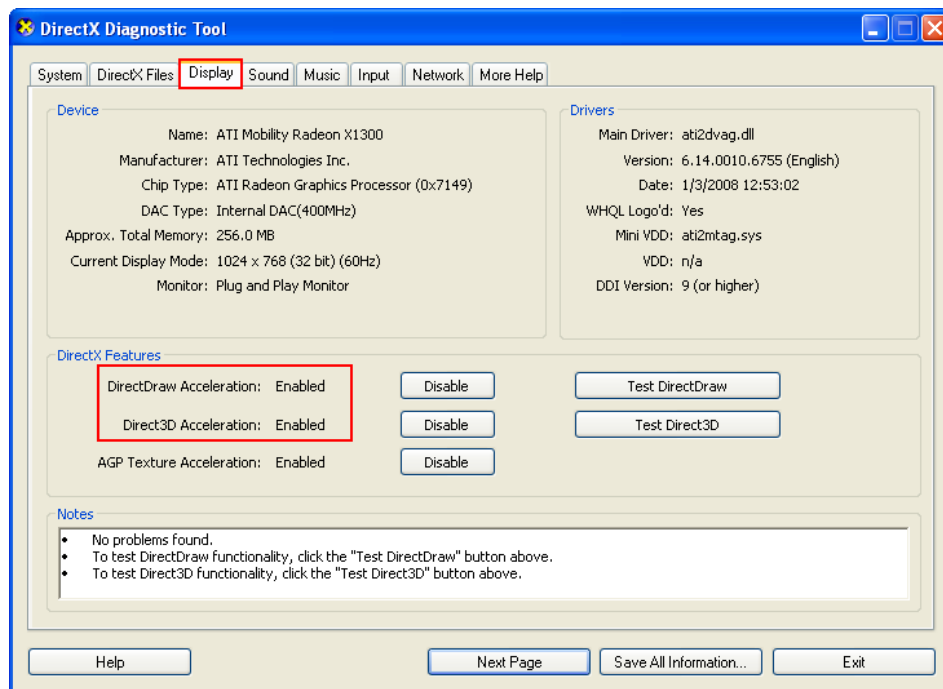 DirectX Diagnostic Tool
System DirectX Files Display Sound Music Input Network More Help
Device
Name: ATI Mobility Radeon X1300
Manufacturer: ATI Technologies Inc.
Chip Type: ATI Radeon Graphics Processor (0x7149)
DAC Type: Internal DAC(400MHz)
Approx. Total Memory: 256.0 MB
Current Display Mode: 1024 x 768 (32 bit) (60Hz)
Monitor: Plug and Play Monitor
Drivers
Main Driver: ati2dvag.dll
Version: 6.14.0010.6755 (English)
Date: 1/3/2008 12:53:02
WHQL Logo'd: Yes
Mini VDD: ati2mtag.sys
VDD: n/a
DDI Version: 9 (or higher)
DirectX Features
DirectDraw Acceleration: Enabled Disable Test DirectDraw
Direct3D Acceleration: Enabled Disable Test Direct3D
AGP Texture Acceleration: Enabled Disable
Notes
• No problems found.
• To test DirectDraw functionality, click the "Test DirectDraw" button above.
• To test Direct3D functionality, click the "Test Direct3D" button above.
Help Next Page Save All Information... Exit